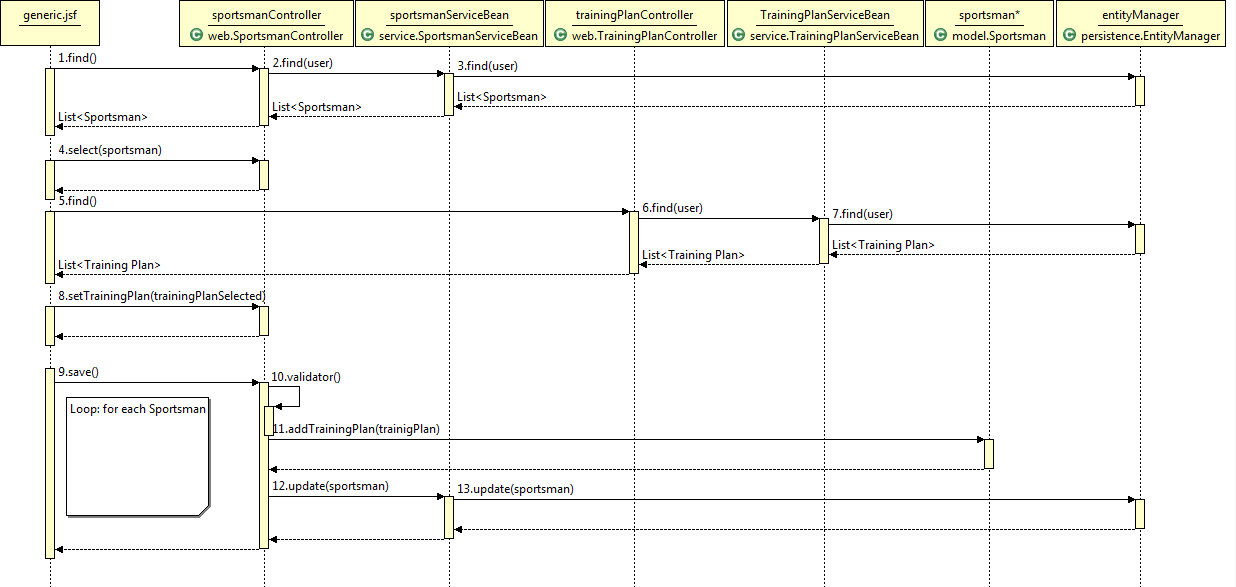 generic.jsf
sportsmanController
C web.SportsmanController
sportsmanServiceBean
C service.SportsmanServiceBean
trainingPlanController
C web.TrainingPlanController
TrainingPlanServiceBean
C service.TrainingPlanServiceBean
sportsman*
C model.Sportsman
entityManager
C persistence.EntityManager
1.find()
2.find(user)
3.find(user)
List<Sportsman>
List<Sportsman>
List<Sportsman>
4.select(sportsman)
5.find()
6.find(user)
7.find(user)
List<Training Plan>
List<Training Plan>
List<Training Plan>
8.setTrainingPlan(trainingPlanSelected)
9.save()
10.validator()
Loop: for each Sportsman
11.addTrainingPlan(trainigPlan)
12.update(sportsman)
13.update(sportsman)